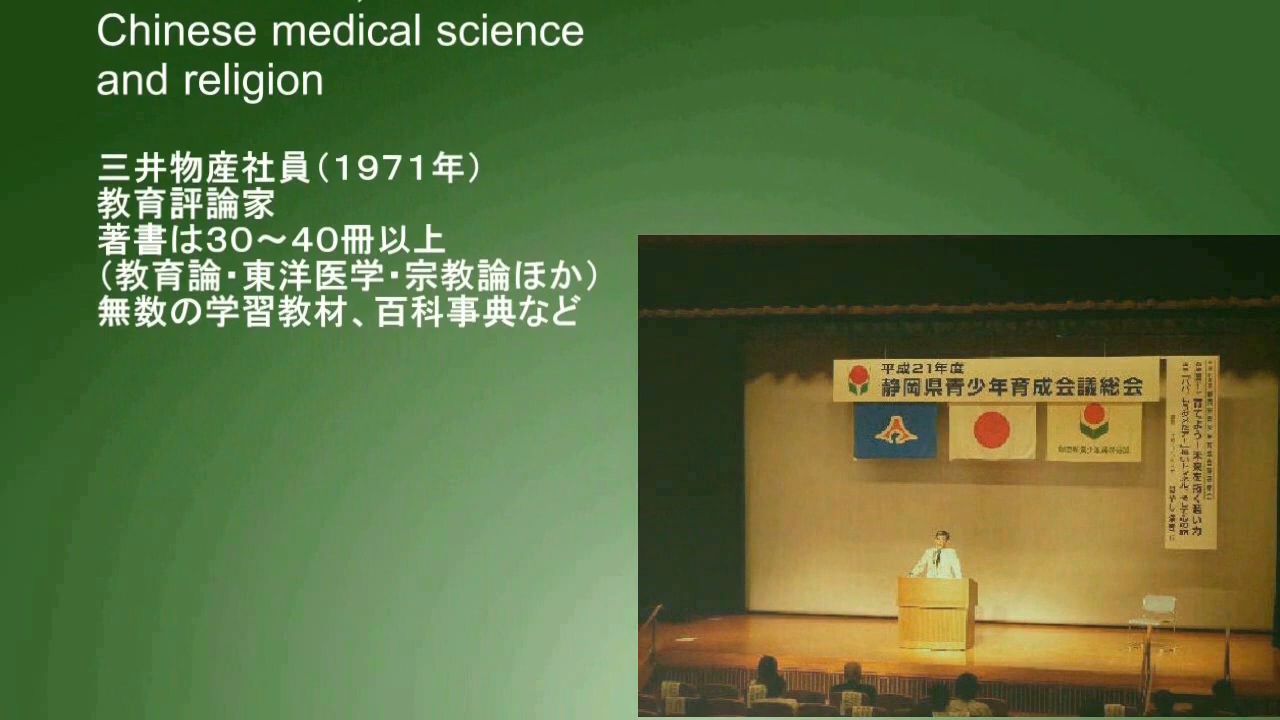 Chinese medical science
and religion
三井物産社員(1971年)
教育評論家
著書は30～40冊以上
(教育論・東洋医学・宗教論ほか)
無数の学習教材、百科事典など
平成21年度
静岡県青少年育成会議総会